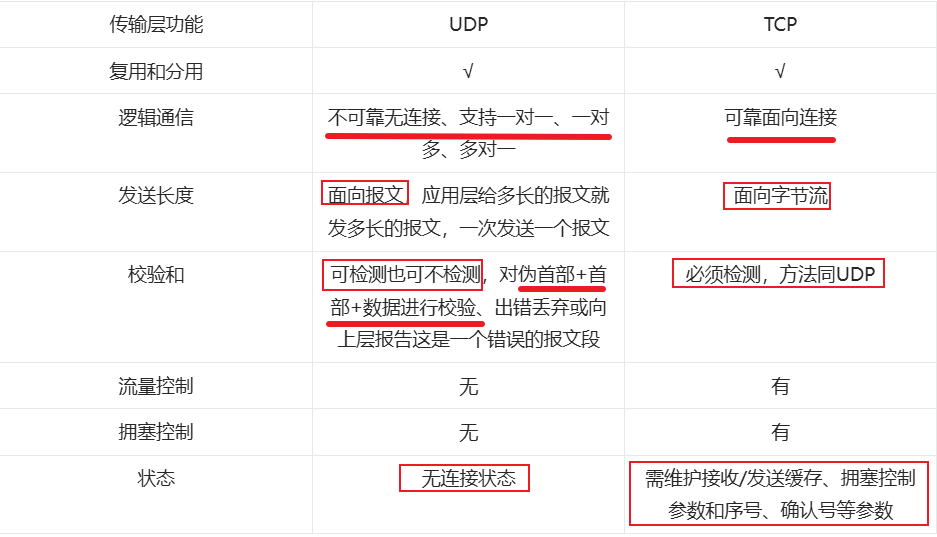 传输层功能 UDP TCP
复用和分用 √ √
逻辑通信 不可靠无连接、支持一对一、一对 可靠面向连接
多、多对一
发送长度 面向报文 应用层给多长的报文就 面向字节流
发多长的报文，一次发送一个报文
校验和 可检测也可不检测，对伪首部+首 必须检测，方法同UDP
部+数据进行校验、出错丢弃或向
上层报告这是一个错误的报文段
流量控制 无 有
拥塞控制 无 有
状态 无连接状态 需维护接收/发送缓存、拥塞控制
参数和序号、确认号等参数